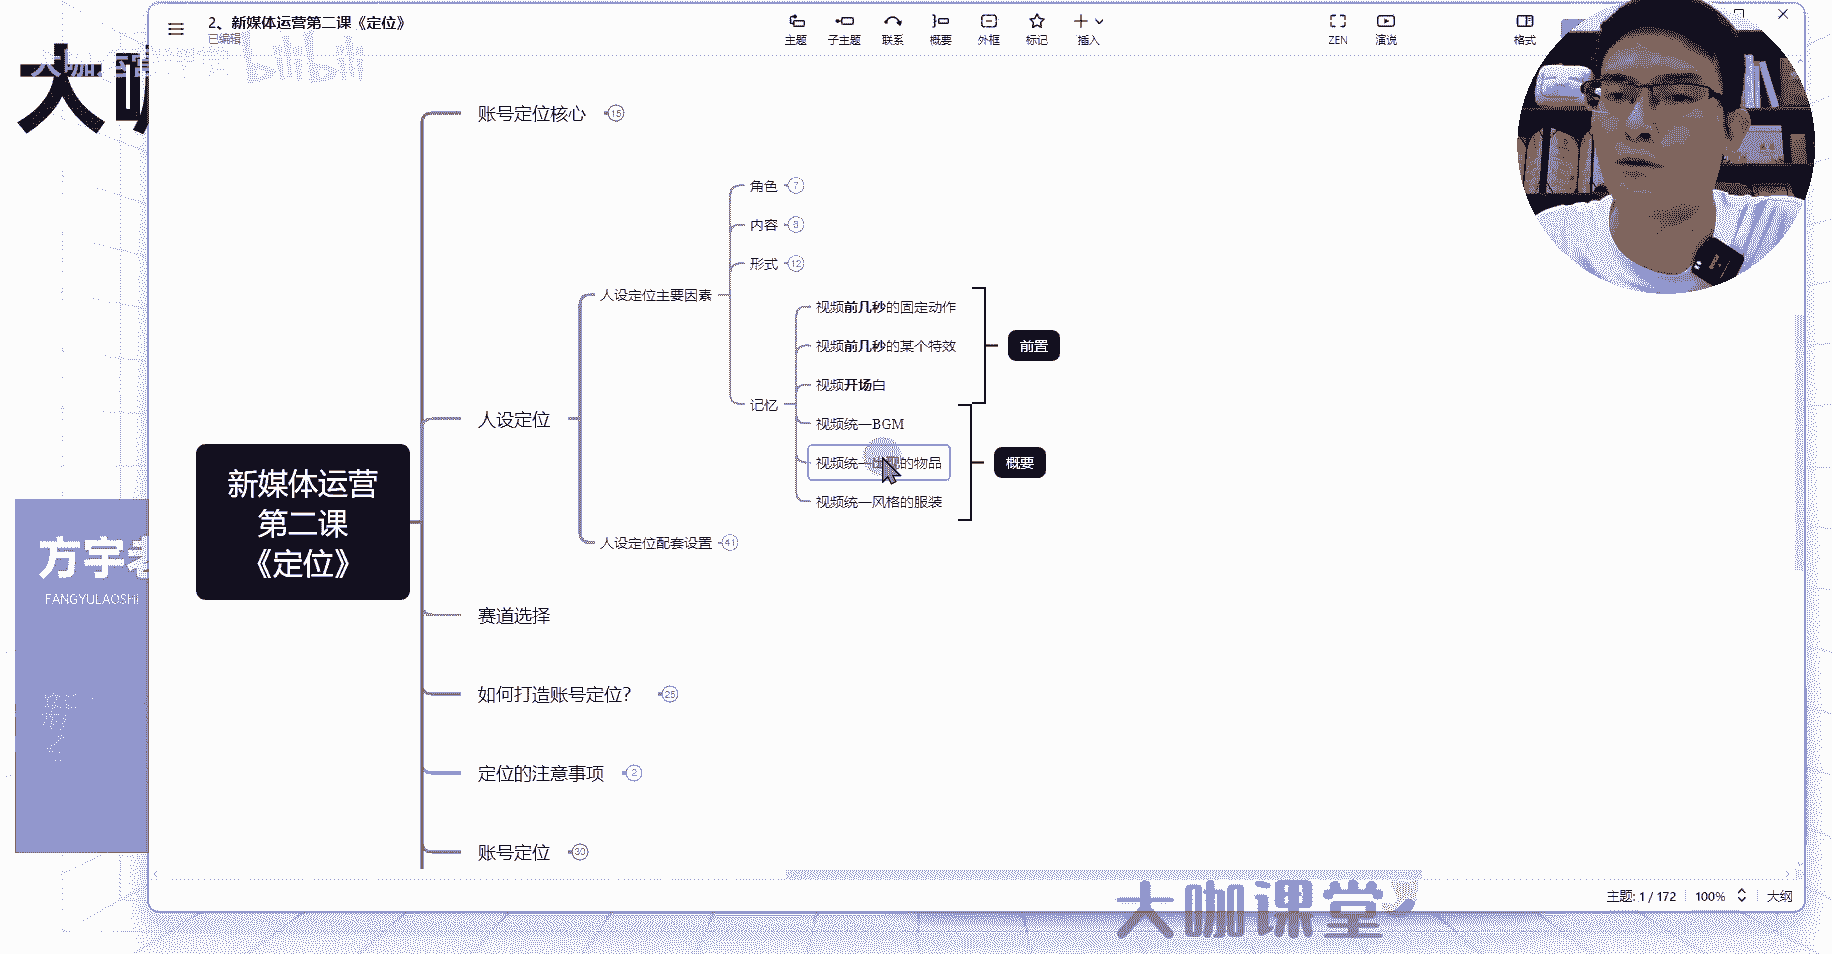 2、新媒体运营第二课《定位》
已编辑
主题
子主题
联系
概要
外框
标记
插入
ZEN
演说
格式
bilibili
大咖
账号定位核心
15
角色
7
内容
形式
12
人设定位主要因素
视频前几秒的固定动作
视频前几秒的某个特效
前置
视频开场白
记忆
人设定位
视频统一BGM
视频统一出现的物品
概要
视频统一风格的服装
新媒体运营
第二课
《定位》
人设定位配套设置
41
方宇老
FANGYULAOSHI
赛道选择
如何打造账号定位？
25
定位的注意事项
2
账号定位
30
主题: 1 / 172
100%
大纲
大咖课堂